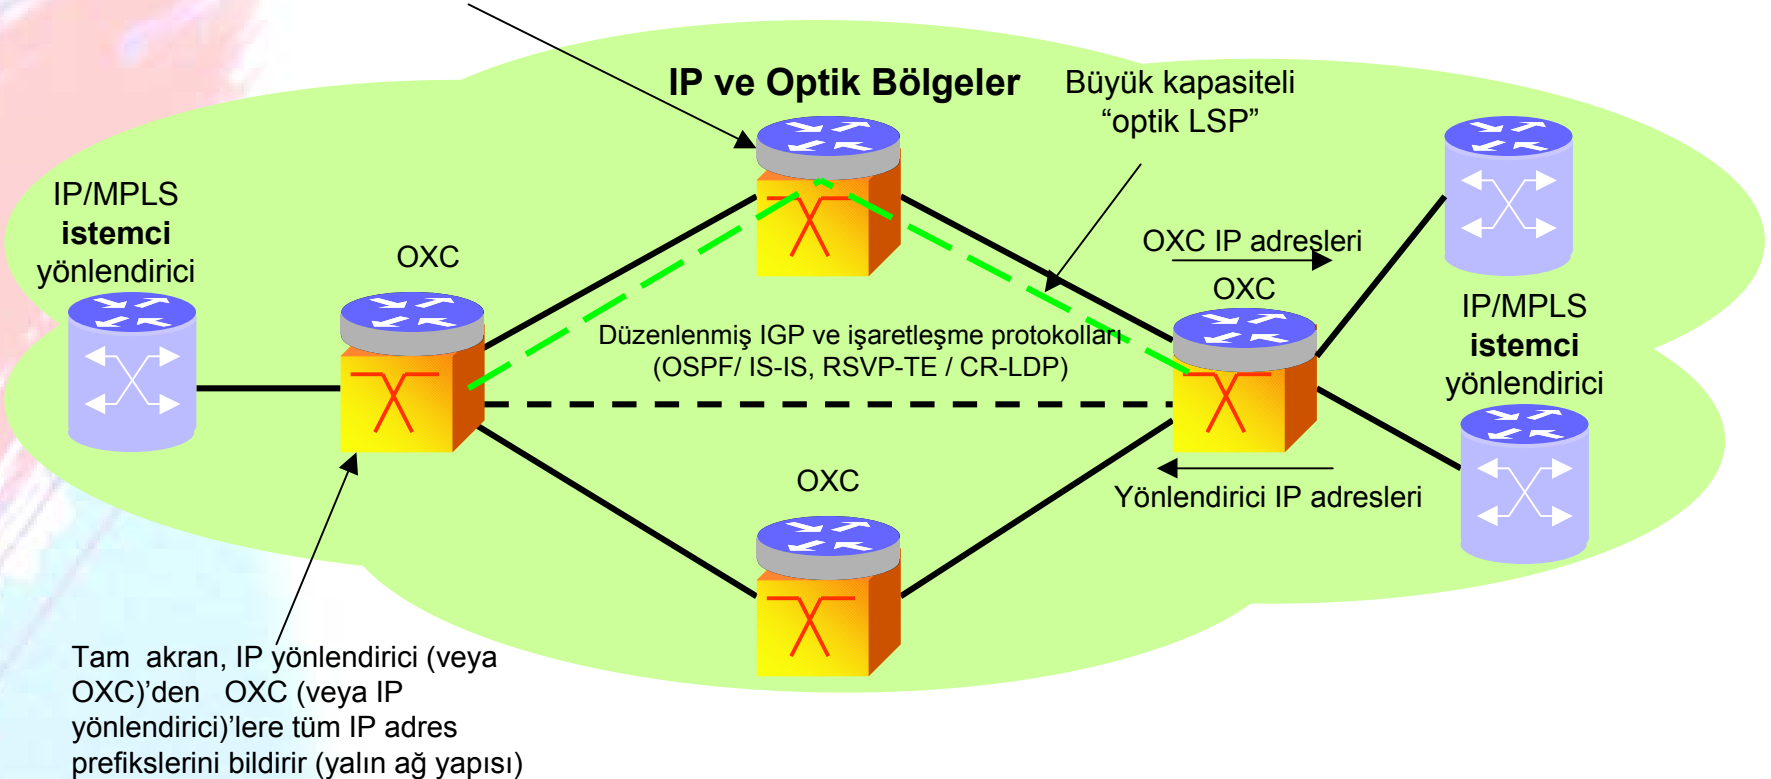 IP ve Optik Bölgeler
Büyük kapasiteli
“optik LSP”
IP/MPLS
istemci
yönlendirici
OXC
OXC IP adresleri
OXC
IP/MPLS
istemci
yönlendirici
Düzenlenmiş IGP ve işaretleşme protokolları
(OSPF/ IS-IS, RSVP-TE / CR-LDP)
OXC
Yönlendirici IP adresleri
Tam akran, IP yönlendirici (veya
OXC)’den OXC (veya IP
yönlendirici)’lere tüm IP adres
prefikslerini bildirir (yalın ağ yapısı)